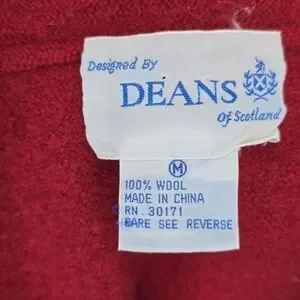 Designed By
DEANS
Of Scotland
M
100% WOOL
MADE IN CHINA
RN. 30171
CARE SEE REVERSE